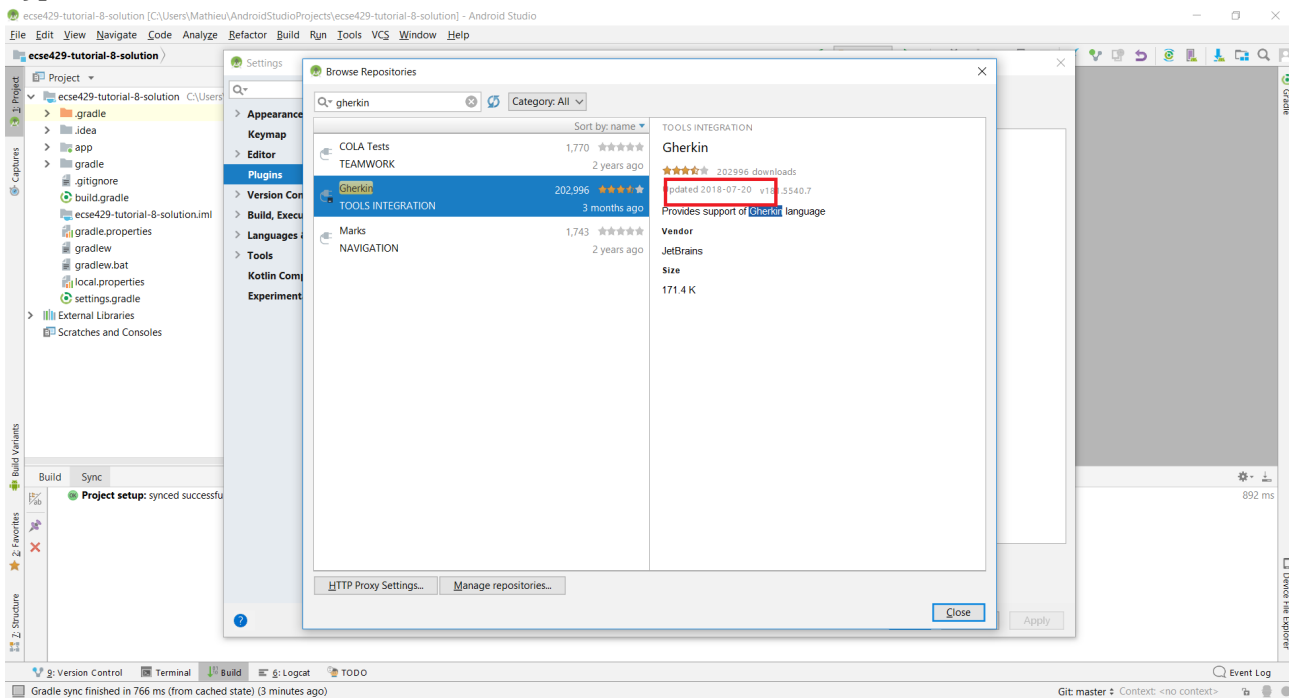 ecse429-tutorial-8-solution [C:\Users\Mathieu\AndroidStudioProjects\ecse429-tutorial-8-solution] - Android Studio
File Edit View Navigate Code Analyze Refactor Build Run Tools VCS Window Help
ecse429-tutorial-8-solution
Project
ecse429-tutorial-8-solution C:\Users
.gradle
.idea
app
gradle
.gitignore
build.gradle
ecse429-tutorial-8-solution.iml
gradle.properties
gradlew
gradlew.bat
local.properties
settings.gradle
External Libraries
Scratches and Consoles
1: Project
Captures
Build Variants
2: Favorites
Z: Structure
Settings
Appearance
Keymap
Editor
Plugins
Version Con
Build, Execu
Languages
Tools
Kotlin Com
Experiment
Browse Repositories
gherkin
Category: All
Sort by: name
COLA Tests 1,770
TEAMWORK 2 years ago
Gherkin 202,996
TOOLS INTEGRATION 3 months ago
Marks 1,743
NAVIGATION 2 years ago
TOOLS INTEGRATION
Gherkin
202996 downloads
Updated 2018-07-20 v181.5540.7
Provides support of Gherkin language
Vendor
JetBrains
Size
171.4 K
HTTP Proxy Settings... Manage repositories...
Close
Apply
Gradle
Device File Explorer
Build Sync
Project setup: synced successfu
892 ms
9: Version Control Terminal Build 6: Logcat TODO Event Log
Gradle sync finished in 766 ms (from cached state) (3 minutes ago) Git: master Context: <no context>